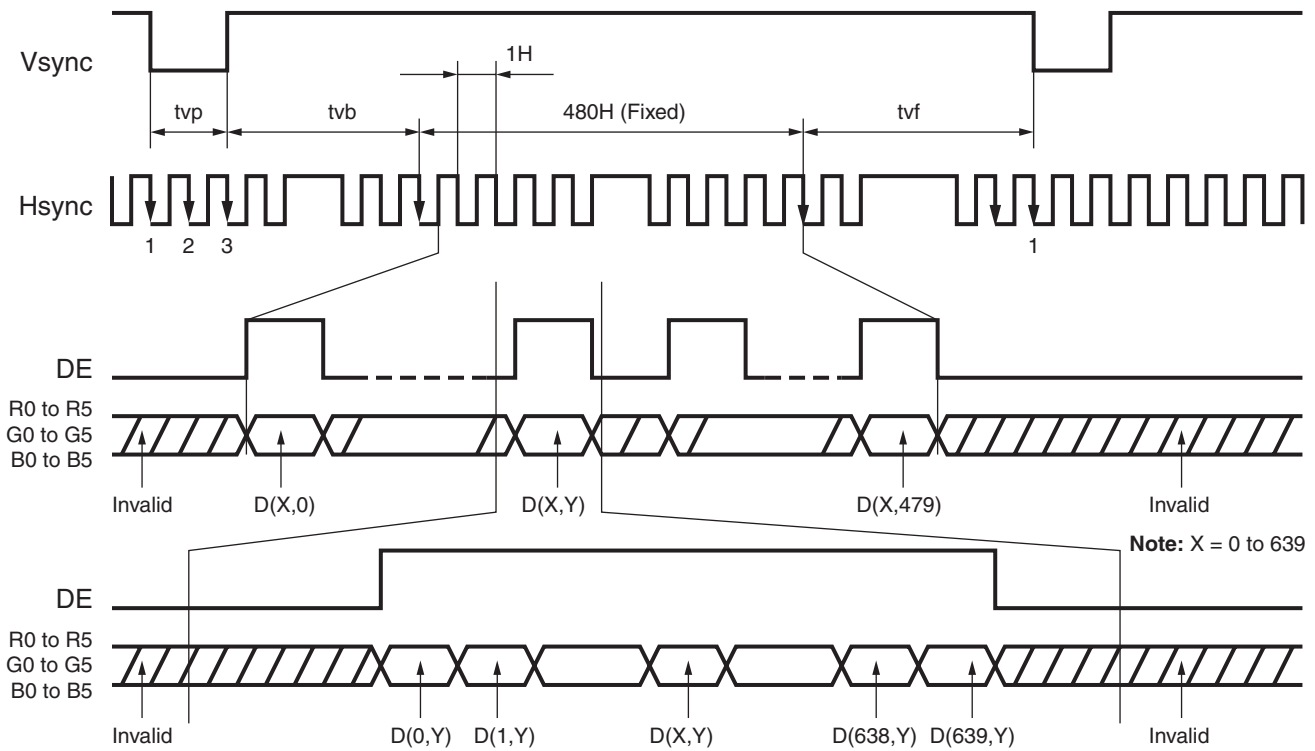 Vsync
1H
tvp
tvb
480H (Fixed)
tvf
Hsync
1 2 3 1
DE
R0 to R5
G0 to G5
B0 to B5
Invalid D(X,0) D(X,Y) D(X,479) Invalid
Note: X = 0 to 639
DE
R0 to R5
G0 to G5
B0 to B5
Invalid D(0,Y) D(1,Y) D(X,Y) D(638,Y) D(639,Y) Invalid